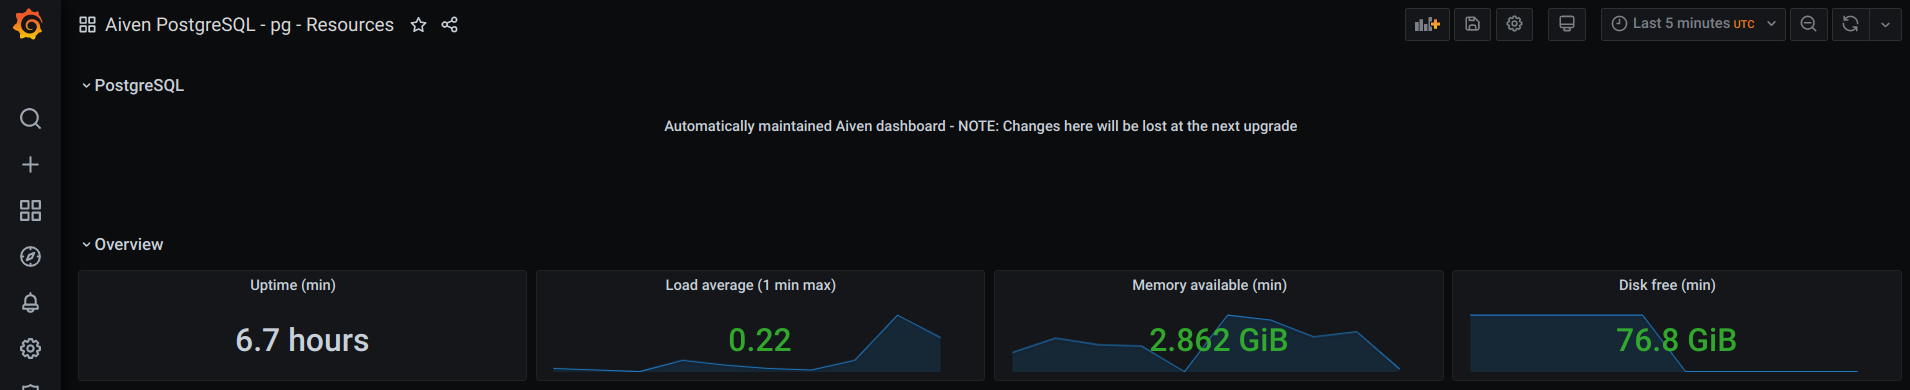 Aiven PostgreSQL - pg - Resources
Last 5 minutes UTC
PostgreSQL
Automatically maintained Aiven dashboard - NOTE: Changes here will be lost at the next upgrade
Overview
Uptime (min)
6.7 hours
Load average (1 min max)
0.22
Memory available (min)
2.862 GiB
Disk free (min)
76.8 GiB